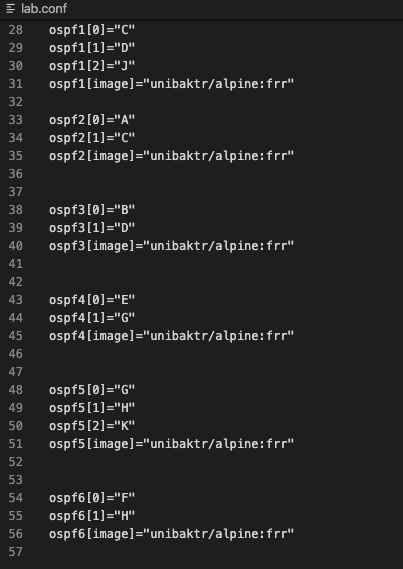 lab.conf
28 ospf1[0]="C"
29 ospf1[1]="D"
30 ospf1[2]="J"
31 ospf1[image]="unibaktr/alpine:frr"
32
33 ospf2[0]="A"
34 ospf2[1]="C"
35 ospf2[image]="unibaktr/alpine:frr"
36
37
38 ospf3[0]="B"
39 ospf3[1]="D"
40 ospf3[image]="unibaktr/alpine:frr"
41
42
43 ospf4[0]="E"
44 ospf4[1]="G"
45 ospf4[image]="unibaktr/alpine:frr"
46
47
48 ospf5[0]="G"
49 ospf5[1]="H"
50 ospf5[2]="K"
51 ospf5[image]="unibaktr/alpine:frr"
52
53
54 ospf6[0]="F"
55 ospf6[1]="H"
56 ospf6[image]="unibaktr/alpine:frr"
57